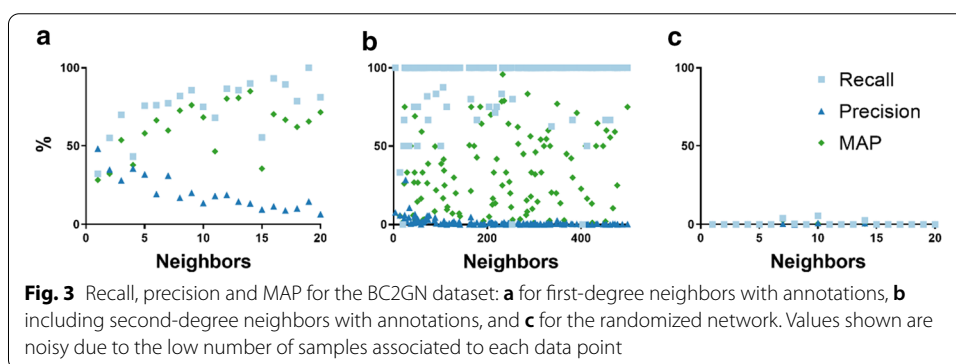 a
b
c
100
50
0
%
0
5
10
15
20
Neighbors
100
50
0
0
200
400
Neighbors
100
50
0
0
5
10
15
20
Neighbors
Recall
Precision
MAP
Fig. 3 Recall, precision and MAP for the BC2GN dataset: a for first-degree neighbors with annotations, b
including second-degree neighbors with annotations, and c for the randomized network. Values shown are
noisy due to the low number of samples associated to each data point